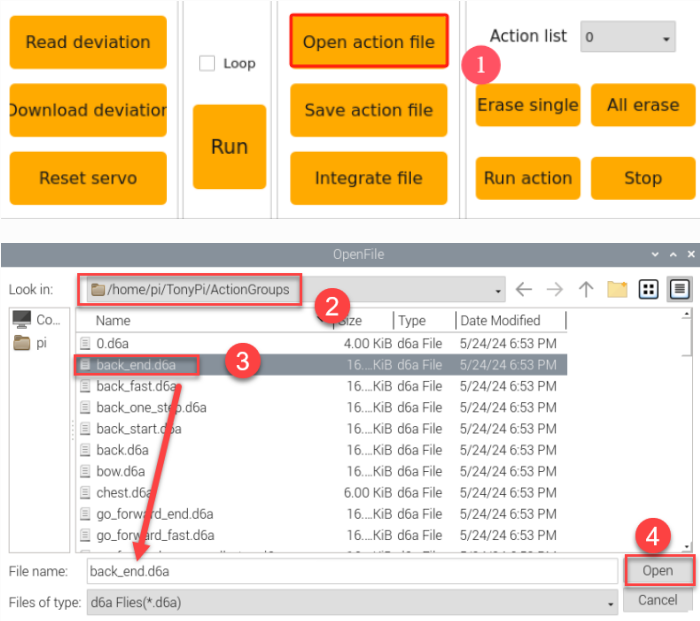 Read deviation
Download deviation
Reset servo
Loop
Run
Open action file
Save action file
Integrate file
1
Action list 0
Erase single All erase
Run action Stop
OpenFile
Look in: /home/pi/TonyPi/ActionGroups
2
Co...
pi
Name Size Type Date Modified
0.d6a 4.00 KiB d6a File 5/24/24 6:53 PM
back_end.d6a 16....KiB d6a File 5/24/24 6:53 PM
3
back_fast.d6a 16....KiB d6a File 5/24/24 6:53 PM
back_one_step.d6a 16....KiB d6a File 5/24/24 6:53 PM
back_start.d6a 16....KiB d6a File 5/24/24 6:53 PM
back.d6a 16....KiB d6a File 5/24/24 6:53 PM
bow.d6a 16....KiB d6a File 5/24/24 6:53 PM
chest.d6a 6.00 KiB d6a File 5/24/24 6:53 PM
go_forward_end.d6a 16....KiB d6a File 5/24/24 6:53 PM
go_forward_fast.d6a 16....KiB d6a File 5/24/24 6:53 PM
4
File name: back_end.d6a Open
Files of type: d6a Flies(*.d6a) Cancel